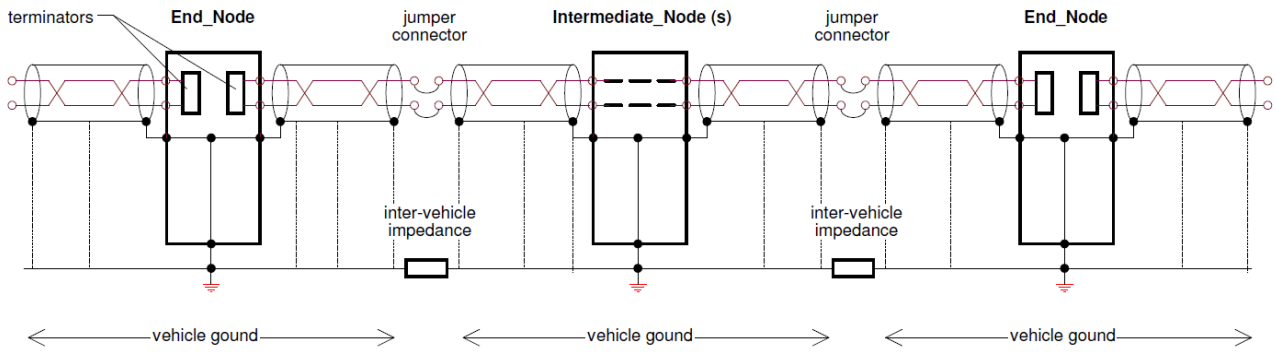 terminators
End_Node
jumper
connector
Intermediate_Node (s)
jumper
connector
End_Node
inter-vehicle
impedance
inter-vehicle
impedance
vehicle gound
vehicle gound
vehicle gound